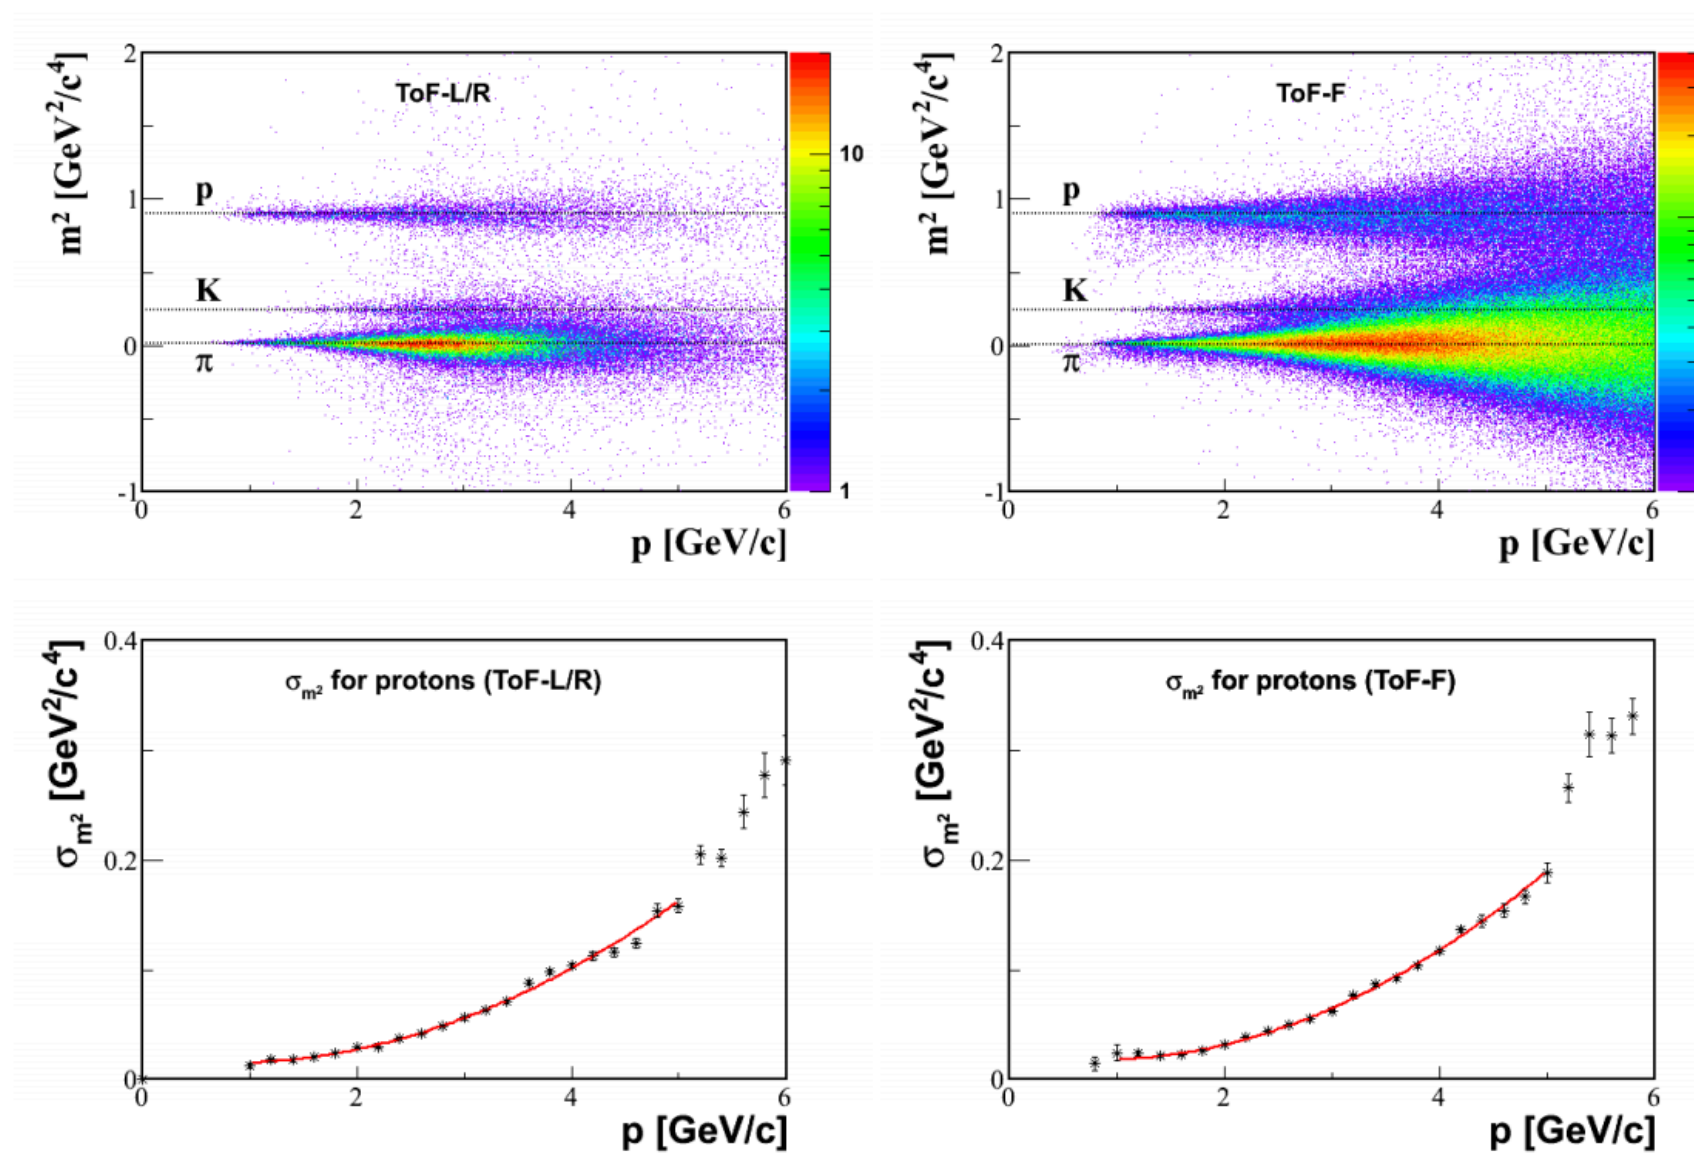 ToF-L/R
m² [GeV²/c⁴]
2
1
0
-1
p
K
π
0 2 4 6
p [GeV/c]
10
1
ToF-F
m² [GeV²/c⁴]
2
1
0
-1
p
K
π
0 2 4 6
p [GeV/c]
σm² for protons (ToF-L/R)
σm² [GeV²/c⁴]
0.4
0.2
0
0 2 4 6
p [GeV/c]
σm² for protons (ToF-F)
σm² [GeV²/c⁴]
0.4
0.2
0
0 2 4 6
p [GeV/c]